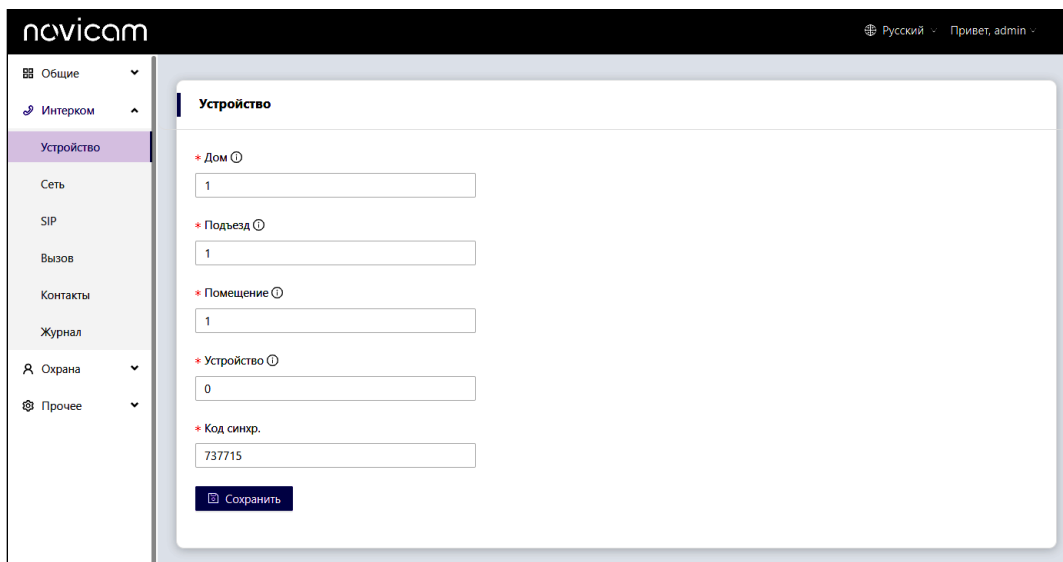 novicam
Русский Привет, admin
Общие
Интерком
Устройство
Сеть
SIP
Вызов
Контакты
Журнал
Охрана
Прочее
Устройство
* Дом
1
* Подъезд
1
* Помещение
1
* Устройство
0
* Код синхр.
737715
Сохранить